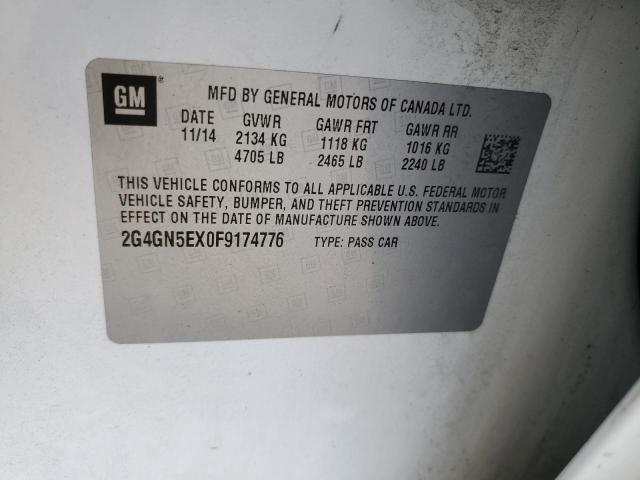 GM
MFD BY GENERAL MOTORS OF CANADA LTD.
DATE GVWR GAWR FRT GAWR RR
11/14 2134 KG 1118 KG 1016 KG
4705 LB 2465 LB 2240 LB
THIS VEHICLE CONFORMS TO ALL APPLICABLE U.S. FEDERAL MOTOR
VEHICLE SAFETY, BUMPER, AND THEFT PREVENTION STANDARDS IN
EFFECT ON THE DATE OF MANUFACTURE SHOWN ABOVE.
2G4GN5EX0F9174776 TYPE: PASS CAR